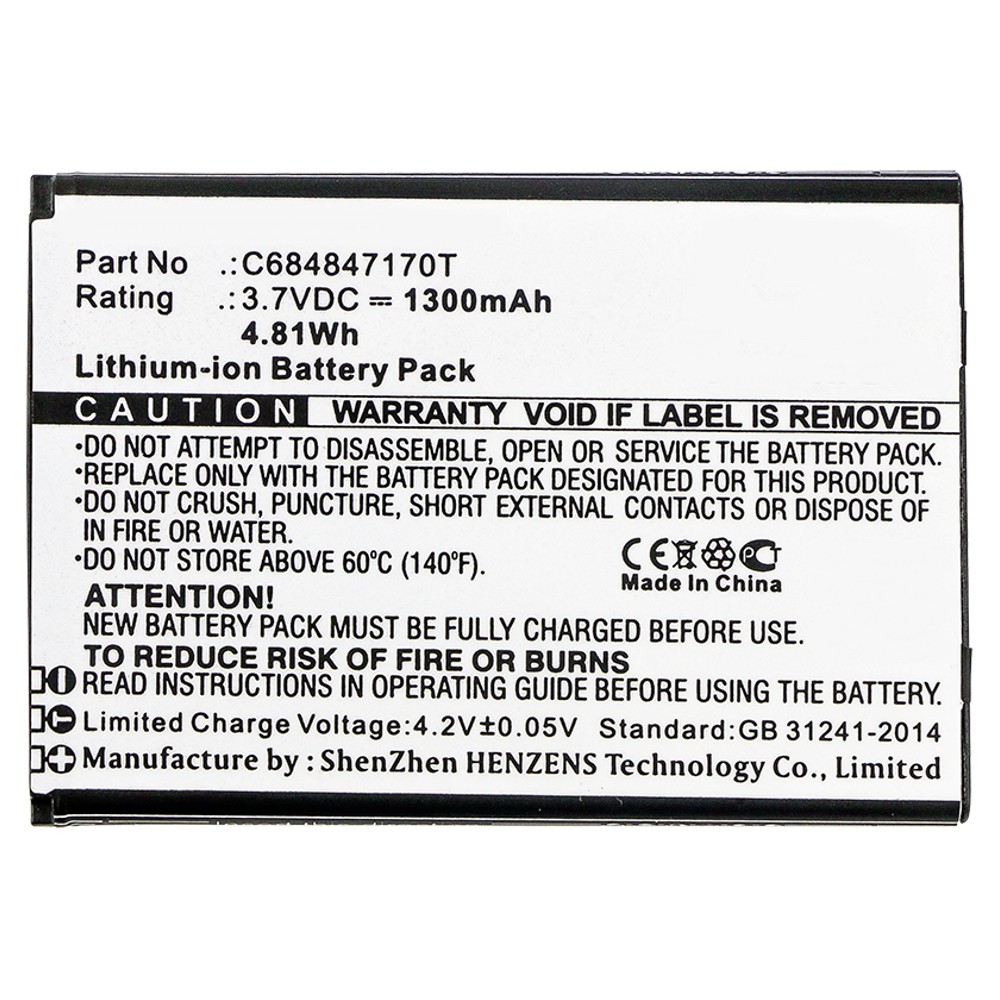 Part No .:C684847170T
Rating .:3.7VDC ⎓ 1300mAh
4.81Wh
Lithium-ion Battery Pack
CAUTION WARRANTY VOID IF LABEL IS REMOVED
•DO NOT ATTEMPT TO DISASSEMBLE, OPEN OR SERVICE THE BATTERY PACK.
•REPLACE ONLY WITH THE BATTERY PACK DESIGNATED FOR THIS PRODUCT.
•DO NOT CRUSH, PUNCTURE, SHORT EXTERNAL CONTACTS OR DISPOSE OF
IN FIRE OR WATER.
•DO NOT STORE ABOVE 60°C (140°F).
CE PCT
Made In China
ATTENTION!
NEW BATTERY PACK MUST BE FULLY CHARGED BEFORE USE.
TO REDUCE RISK OF FIRE OR BURNS
READ INSTRUCTIONS IN OPERATING GUIDE BEFORE USING THE BATTERY.
Limited Charge Voltage:4.2V±0.05V Standard:GB 31241-2014
Manufacture by : ShenZhen HENZENS Technology Co., Limited